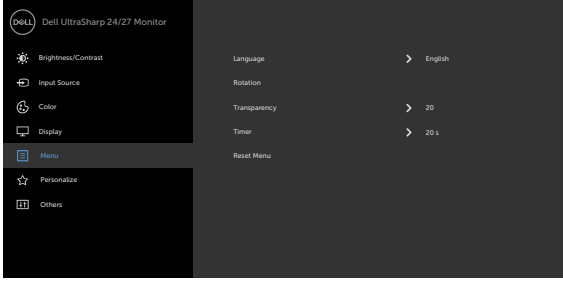 DELL Dell UltraSharp 24/27 Monitor
Brightness/Contrast
Input Source
Color
Display
Menu
Personalize
Others
Language English
Rotation
Transparency 20
Timer 20 s
Reset Menu